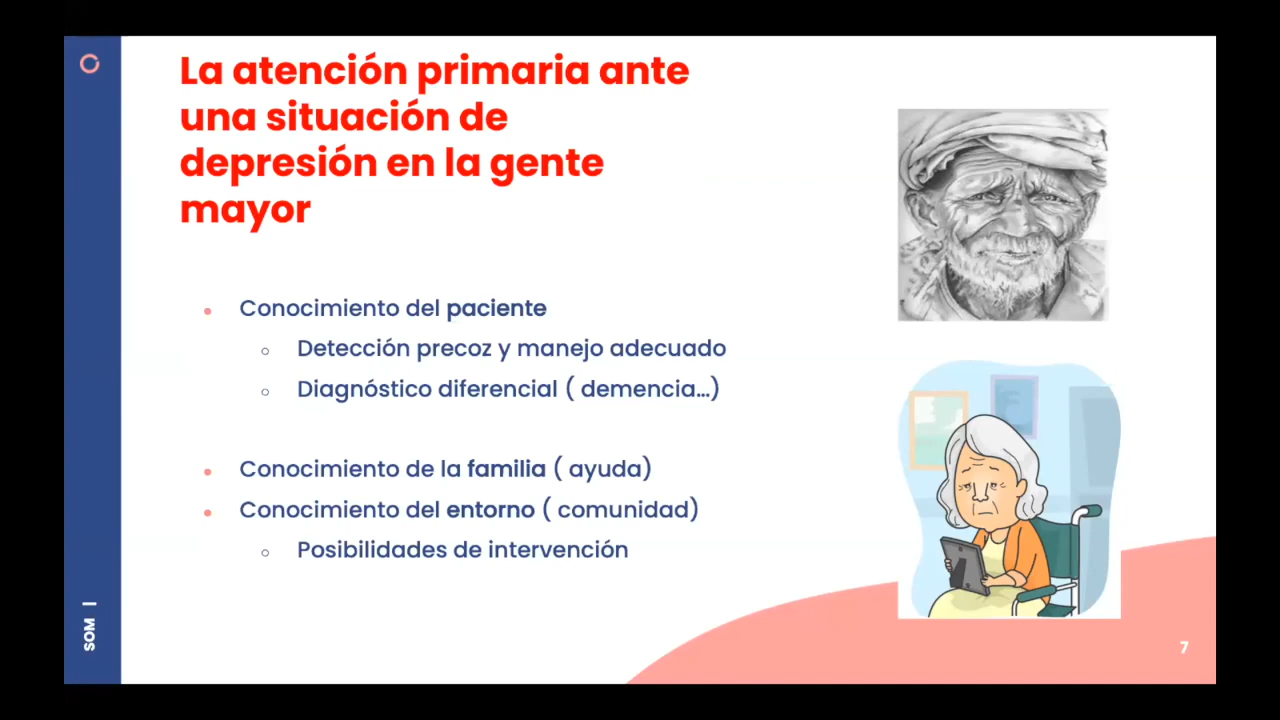 La atención primaria ante
una situación de
depresión en la gente
mayor
• Conocimiento del paciente
○ Detección precoz y manejo adecuado
○ Diagnóstico diferencial ( demencia...)
• Conocimiento de la familia ( ayuda)
• Conocimiento del entorno ( comunidad)
○ Posibilidades de intervención
SOM |
7